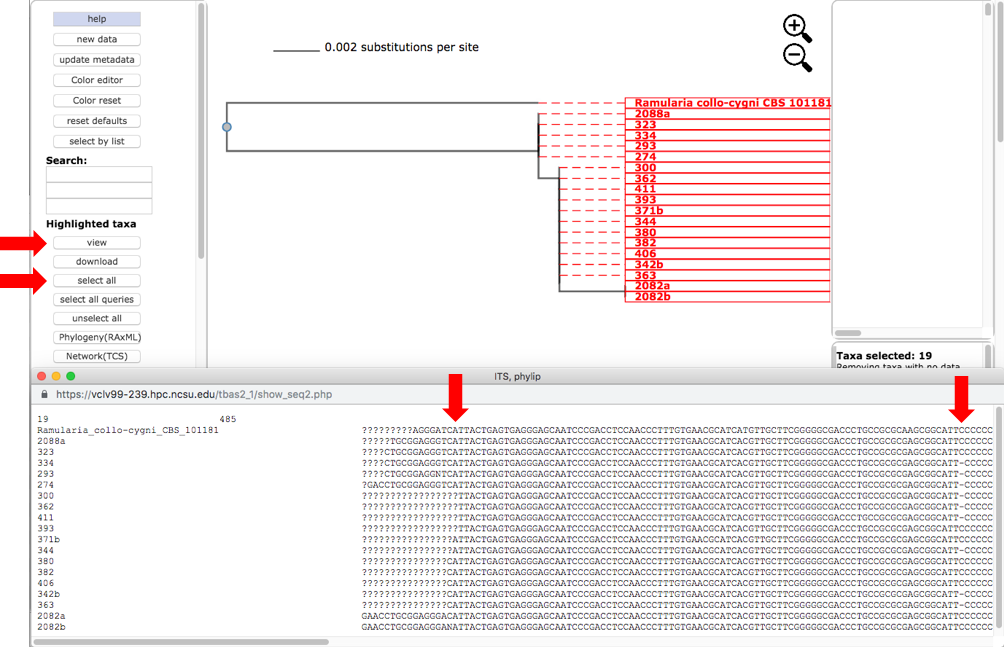 help
new data
update metadata
Color editor
Color reset
reset defaults
select by list
Search:
Highlighted taxa
view
download
select all
select all queries
unselect all
Phylogeny(RAxML)
Network(TCS)
0.002 substitutions per site
Ramularia collo-cygni CBS 101181
2088a
323
334
293
274
300
362
411
393
371b
344
380
382
406
342b
363
2082a
2082b
Taxa selected: 19
Removing taxa with no data
ITS, phylip
https://vclv99-239.hpc.ncsu.edu/tbas2_1/show_seq2.php
19 485
Ramularia_collo-cygni_CBS_101181 ?????????AGGGATCATTACTGAGTGAGGGAGCAATCCCGACCTCCAACCCTTTGTGAACGCATCATGTTGCTTCGGGGGCGACCCTGCCGCGCAAGCGGCATTCCCCCC
2088a ?????TGCGGAGGGTCATTACTGAGTGAGGGAGCAATCCCGACCTCCAACCCTTTGTGAACGCATCACGTTGCTTCGGGGGCGACCCTGCCGCGCGAGCGGCATTCCCCCC
323 ????CTGCGGAGGGTCATTACTGAGTGAGGGAGCAATCCCGACCTCCAACCCTTTGTGAACGCATCACGTTGCTTCGGGGGCGACCCTGCCGCGCGAGCGGCATTCCCCCC
334 ????CTGCGGAGGGTCATTACTGAGTGAGGGAGCAATCCCGACCTCCAACCCTTTGTGAACGCATCACGTTGCTTCGGGGGCGACCCTGCCGCGCGAGCGGCATT-CCCCC
293 ????CTGCGGAGGNTCATTACTGAGTGAGGGAGCAATCCCGACCTCCAACCCTTTGTGAACGCATCACGTTGCTTCGGGGGCGACCCTGCCGCGCGAGCGGCATT-CCCCC
274 ?GACCTGCGGAGGGTCATTACTGAGTGAGGGAGCAATCCCGACCTCCAACCCTTTGTGAACGCATCACGTTGCTTCGGGGGCGACCCTGCCGCGCGAGCGGCATT-CCCCC
300 ?????????????????TTACTGAGTGAGGGAGCAATCCCGACCTCCAACCCTTTGTGAACGCATCACGTTGCTTCGGGGGCGACCCTGCCGCGCGAGCGGCATT-CCCCC
362 ?????????????????TTACTGAGTGAGGGAGCAATCCCGACCTCCAACCCTTTGTGAACGCATCACGTTGCTTCGGGGGCGACCCTGCCGCGCGAGCGGCATTCCCCCC
411 ?????????????????TTACTGAGTGAGGGAGCAATCCCGACCTCCAACCCTTTGTGAACGCATCACGTTGCTTCGGGGGCGACCCTGCCGCGCGAGCGGCATT-CCCCC
393 ?????????????????TTACTGAGTGAGGGAGCAATCCCGACCTCCAACCCTTTGTGAACGCATCACGTTGCTTCGGGGGCGACCCTGCCGCGCGAGCGGCATTCCCCCC
371b ????????????????ATTACTGAGTGAGGGAGCAATCCCGACCTCCAACCCTTTGTGAACGCATCACGTTGCTTCGGGGGCGACCCTGCCGCGCGAGCGGCATT-CCCCC
344 ????????????????ATTACTGAGTGAGGGAGCAATCCCGACCTCCAACCCTTTGTGAACGCATCACGTTGCTTCGGGGGCGACCCTGCCGCGCGAGCGGCATT-CCCCC
380 ???????????????CATTACTGAGTGAGGGAGCAATCCCGACCTCCAACCCTTTGTGAACGCATCACGTTGCTTCGGGGGCGACCCTGCCGCGCGAGCGGCATT-CCCCC
382 ???????????????CATTACTGAGTGAGGGAGCAATCCCGACCTCCAACCCTTTGTGAACGCATCACGTTGCTTCGGGGGCGACCCTGCCGCGCGAGCGGCATTCCCCCC
406 ???????????????CATTACTGAGTGAGGGAGCAATCCCGACCTCCAACCCTTTGTGAACGCATCACGTTGCTTCGGGGGCGACCCTGCCGCGCGAGCGGCATT-CCCCC
342b ???????????????CATTACTGAGTGAGGGAGCAATCCCGACCTCCAACCCTTTGTGAACGCATCACGTTGCTTCGGGGGCGACCCTGCCGCGCGAGCGGCATT-CCCCC
363 ???????????????CATTACTGAGTGAGGGAGCAATCCCGACCTCCAACCCTTTGTGAACGCATCACGTTGCTTCGGGGGCGACCCTGCCGCGCGAGCGGCATT-CCCCC
2082a GAACCTGCGGAGGGACATTACTGAGTGAGGGAGCAATCCCGACCTCCAACCCTTTGTGAACGCATCACGTTGCTTCGGGGGCGACCCTGCCGCGCGAGCGGCATTCCCCCC
2082b GAACCTGCGGAGGGANATTACTGAGTGAGGGAGCAATCCCGACCTCCAACCCTTTGTGAACGCATCACGTTGCTTCGGGGGCGACCCTGCCGCGCGAGCGGCATTCCCCCC